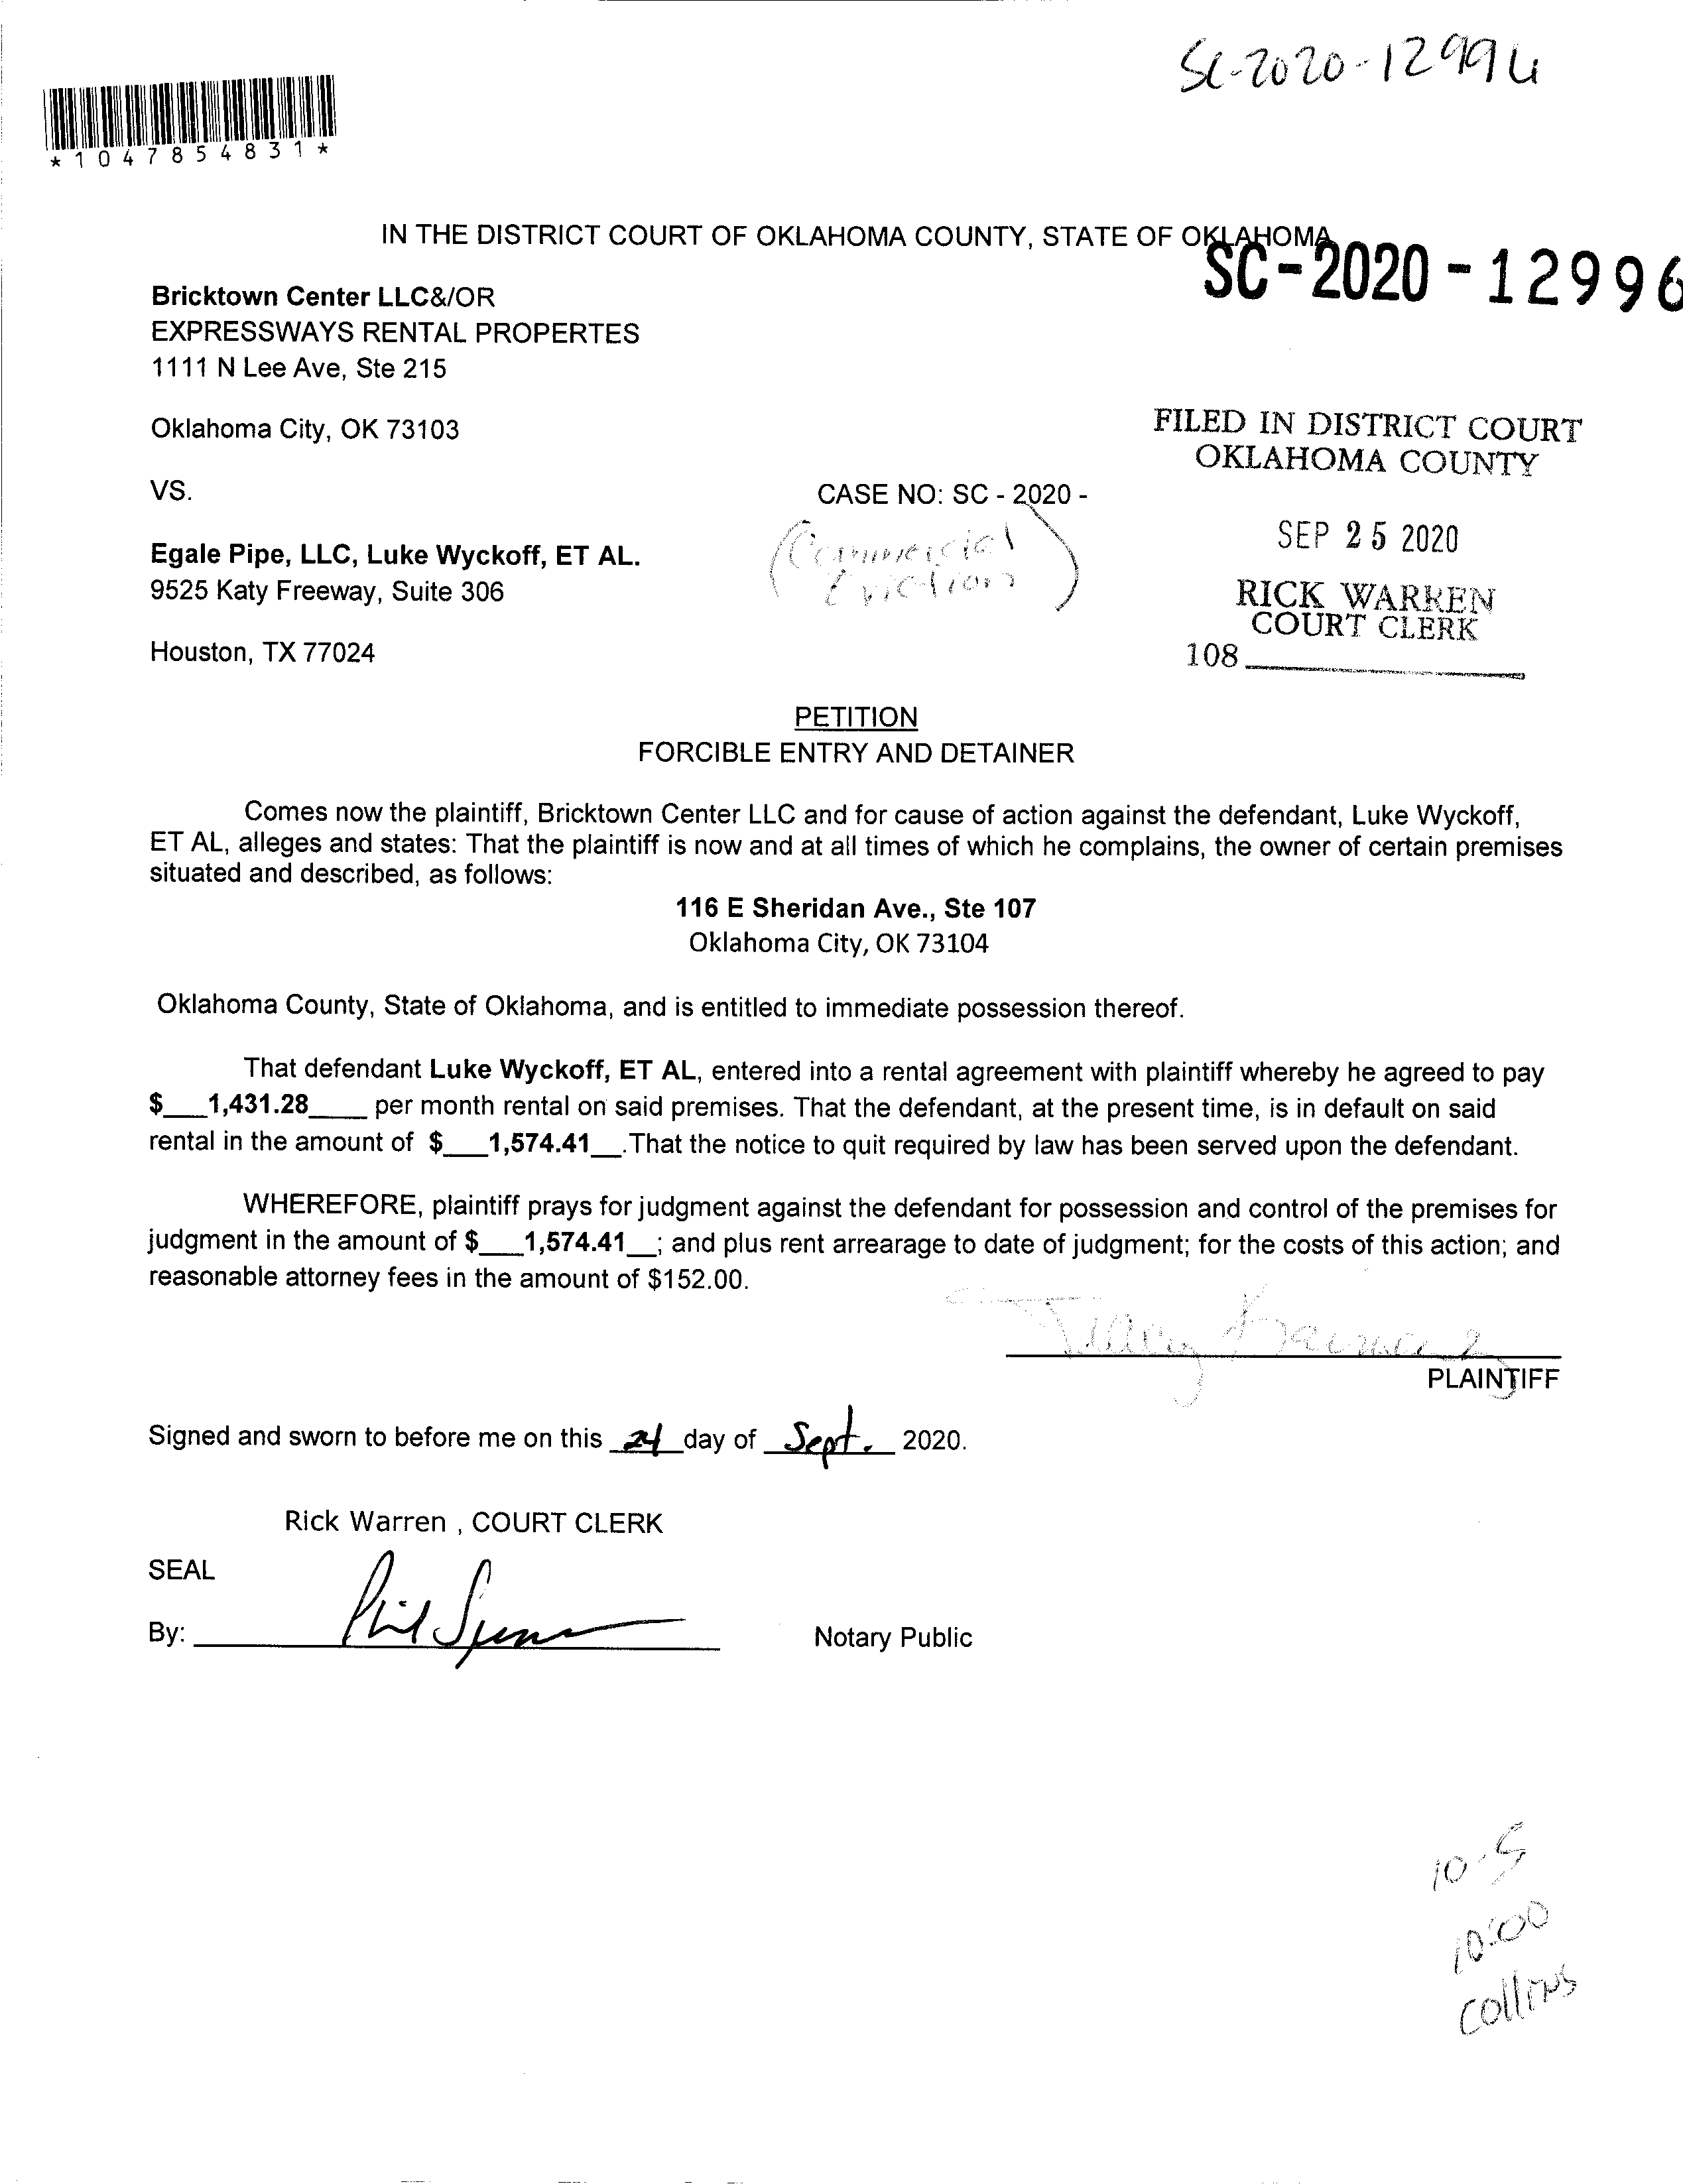 SC-2020-12996
*1047854831*
IN THE DISTRICT COURT OF OKLAHOMA COUNTY, STATE OF OKLAHOMA
SC-2020-12996
Bricktown Center LLC&/OR
EXPRESSWAYS RENTAL PROPERTES
1111 N Lee Ave, Ste 215
Oklahoma City, OK 73103
FILED IN DISTRICT COURT
OKLAHOMA COUNTY
VS.
CASE NO: SC - 2020 -
SEP 25 2020
(Commercial
Eviction)
Egale Pipe, LLC, Luke Wyckoff, ET AL.
9525 Katy Freeway, Suite 306
RICK WARREN
COURT CLERK
Houston, TX 77024
108 ______
PETITION
FORCIBLE ENTRY AND DETAINER
Comes now the plaintiff, Bricktown Center LLC and for cause of action against the defendant, Luke Wyckoff,
ET AL, alleges and states: That the plaintiff is now and at all times of which he complains, the owner of certain premises
situated and described, as follows:
116 E Sheridan Ave., Ste 107
Oklahoma City, OK 73104
Oklahoma County, State of Oklahoma, and is entitled to immediate possession thereof.
That defendant Luke Wyckoff, ET AL, entered into a rental agreement with plaintiff whereby he agreed to pay
$___1,431.28____ per month rental on said premises. That the defendant, at the present time, is in default on said
rental in the amount of $___1,574.41__.That the notice to quit required by law has been served upon the defendant.
WHEREFORE, plaintiff prays for judgment against the defendant for possession and control of the premises for
judgment in the amount of $___1,574.41__; and plus rent arrearage to date of judgment; for the costs of this action; and
reasonable attorney fees in the amount of $152.00.
PLAINTIFF
Signed and sworn to before me on this 24 day of Sept. 2020.
Rick Warren , COURT CLERK
SEAL
By: Phil
Notary Public
10-5
10:00
Collins